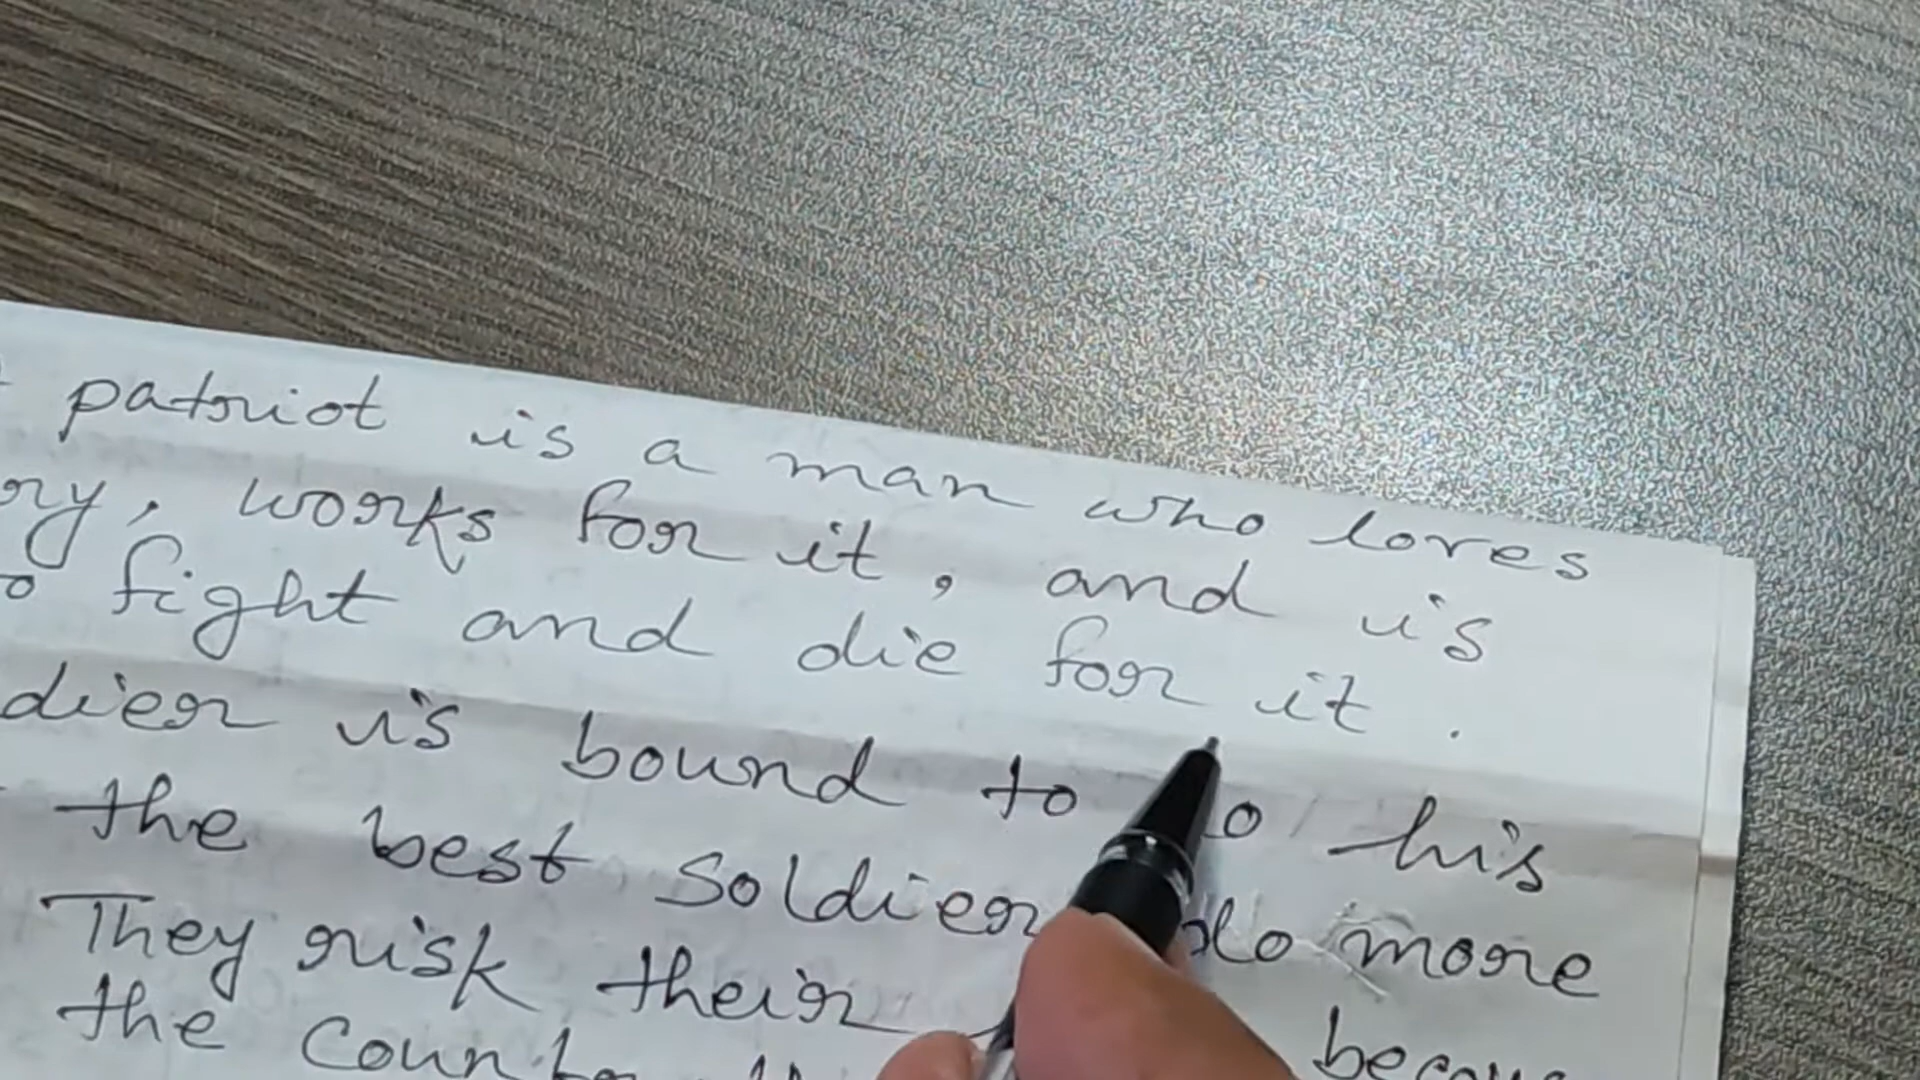 patriot is a man who loves
ry, works for it, and is
o fight and die for it.
dier is bound to his
the best soldier do more
They risk their
the